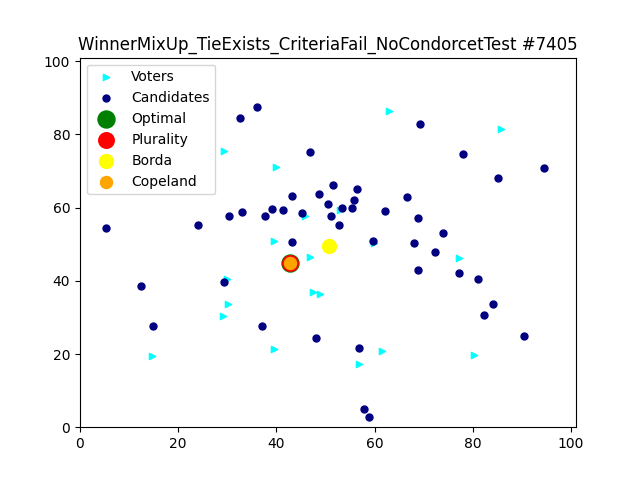 WinnerMixUp_TieExists_CriteriaFail_NoCondorcetTest #7405
100
80
60
40
20
0
Voters
Candidates
Optimal
Plurality
Borda
Copeland
0 20 40 60 80 100